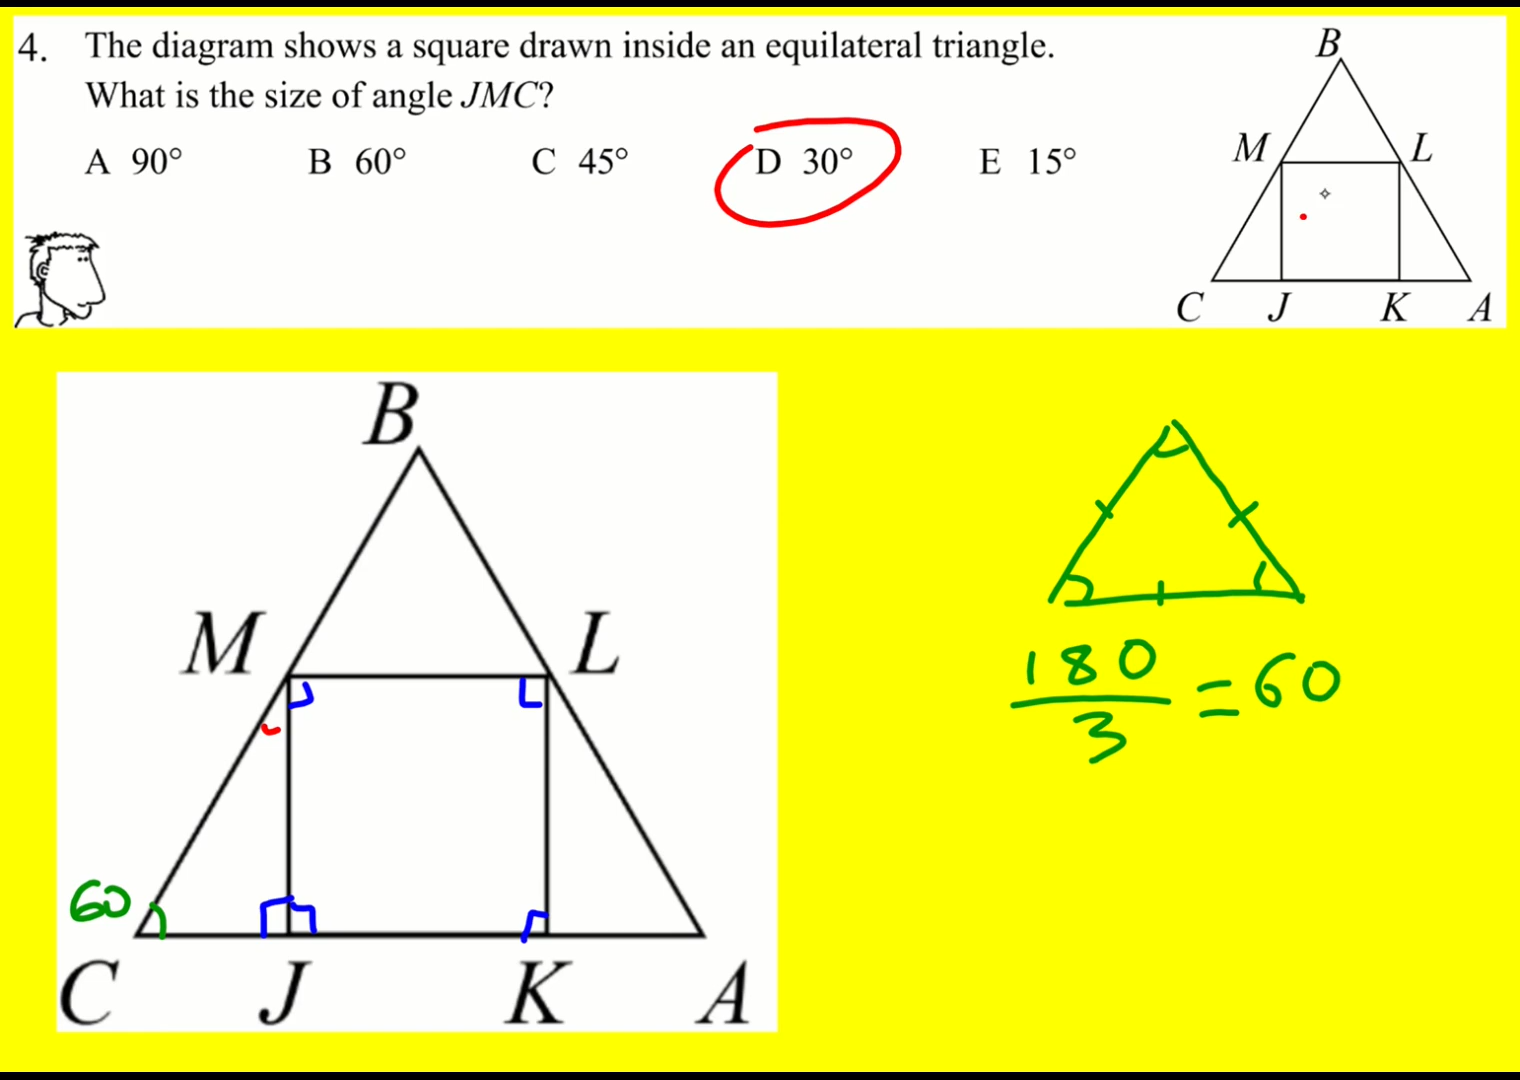 4. The diagram shows a square drawn inside an equilateral triangle.
What is the size of angle JMC?
A 90° B 60° C 45° D 30° E 15°
B
M L
C J K A
B
M L
180
3
= 60
60
C J K A